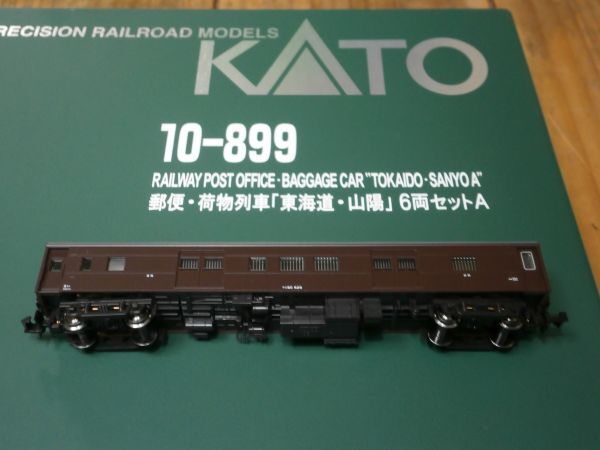 RECISION RAILROAD MODELS
KATO
10-899
RAILWAY POST OFFICE・BAGGAGE CAR "TOKAIDO・SANYO A"
郵便・荷物列車「東海道・山陽」6両セットA